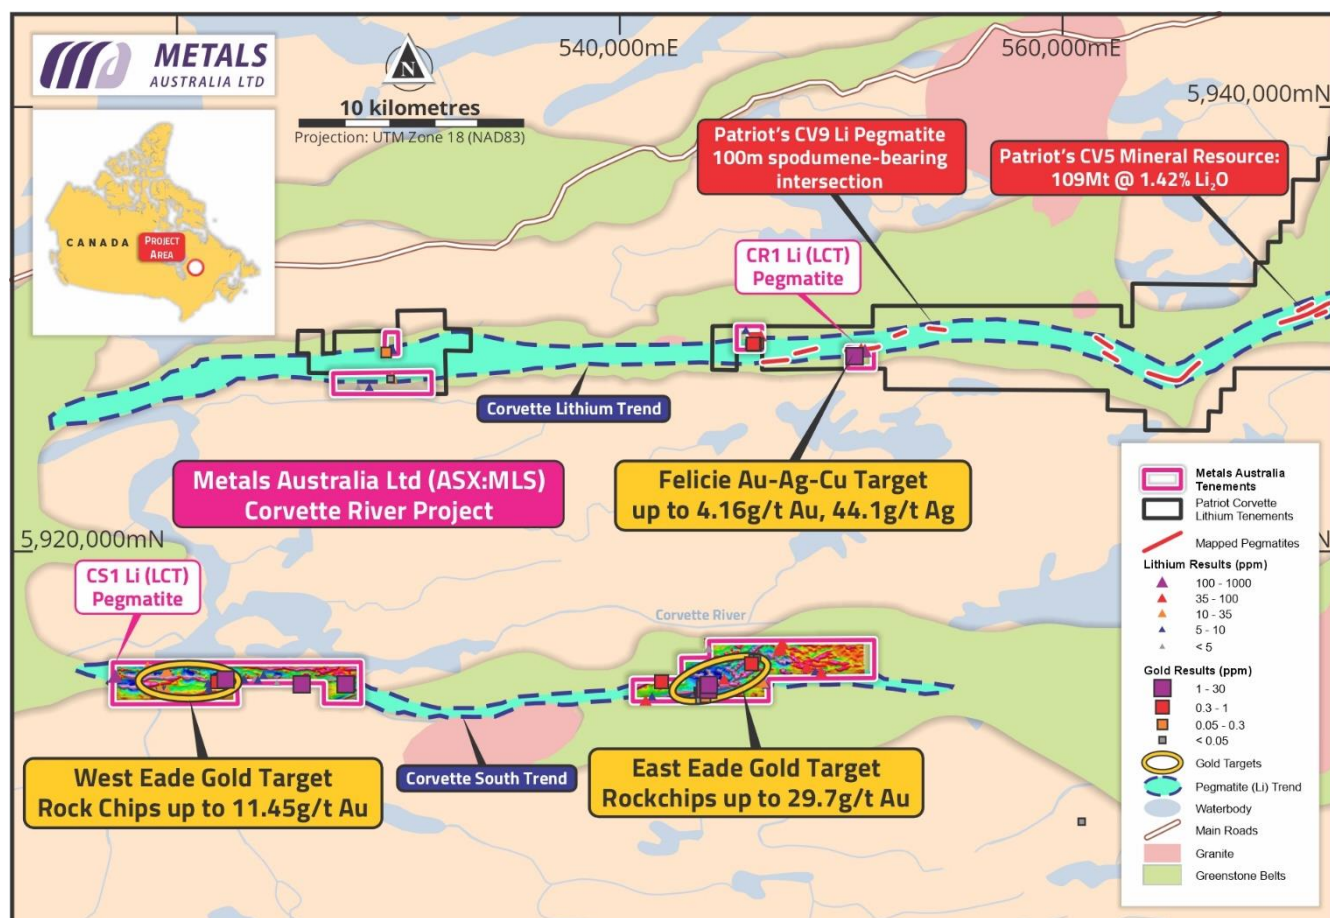 METALS
AUSTRALIA LTD
N
10 kilometres
Projection: UTM Zone 18 (NAD83)
540,000mE
560,000mE
5,940,000mN
CANADA
PROJECT
AREA
Patriot's CV9 Li Pegmatite
100m spodumene-bearing
intersection
Patriot's CV5 Mineral Resource:
109Mt @ 1.42% Li₂O
CR1 Li (LCT)
Pegmatite
Corvette Lithium Trend
Metals Australia Ltd (ASX:MLS)
Corvette River Project
Felicie Au-Ag-Cu Target
up to 4.16g/t Au, 44.1g/t Ag
5,920,000mN
N
CS1 Li (LCT)
Pegmatite
Corvette River
West Eade Gold Target
Rock Chips up to 11.45g/t Au
Corvette South Trend
East Eade Gold Target
Rockchips up to 29.7g/t Au
Metals Australia
Tenements
Patriot Corvette
Lithium Tenements
Mapped Pegmatites
Lithium Results (ppm)
100 - 1000
35 - 100
10 - 35
5 - 10
< 5
Gold Results (ppm)
1 - 30
0.3 - 1
0.05 - 0.3
< 0.05
Gold Targets
Pegmatite (Li) Trend
Waterbody
Main Roads
Granite
Greenstone Belts